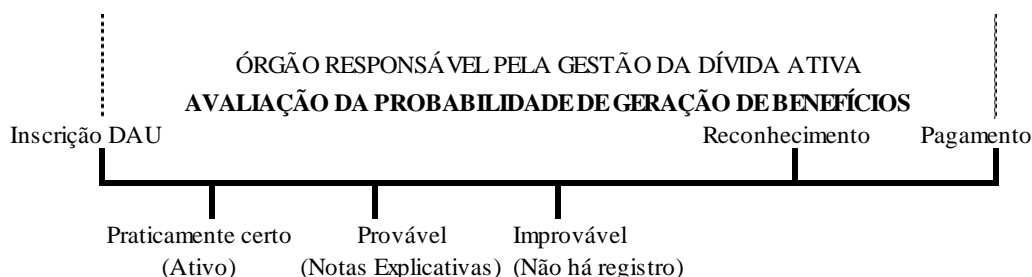 ÓRGÃO RESPONSÁVEL PELA GESTÃO DA DÍVIDA ATIVA
AVALIAÇÃO DA PROBABILIDADE DE GERAÇÃO DE BENEFÍCIOS
Inscrição DAU Reconhecimento Pagamento
Praticamente certo Provável Improvável
(Ativo) (Notas Explicativas) (Não há registro)